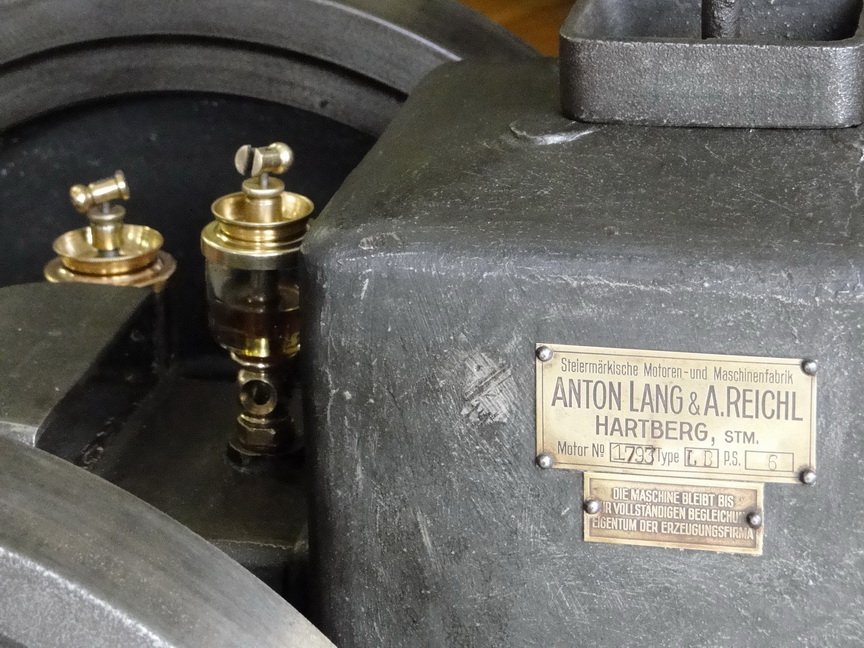 Steiermärkische Motoren-und Maschinenfabrik
ANTON LANG & A.REICHL
HARTBERG, STM.
Motor No 1793 Type LB P.S. 6
DIE MASCHINE BLEIBT BIS
VOLLSTÄNDIGEN
EIGENTUM DER ERZEUGUNGSFIRMA